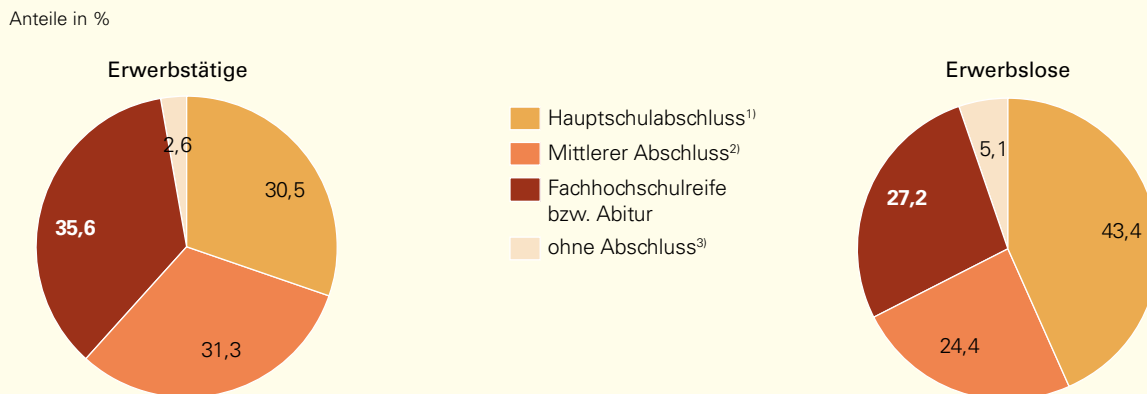 Anteile in %
Erwerbstätige
2,6
30,5
35,6
31,3
Hauptschulabschluss1)
Mittlerer Abschluss2)
Fachhochschulreife
bzw. Abitur
ohne Abschluss3)
Erwerbslose
5,1
27,2
43,4
24,4